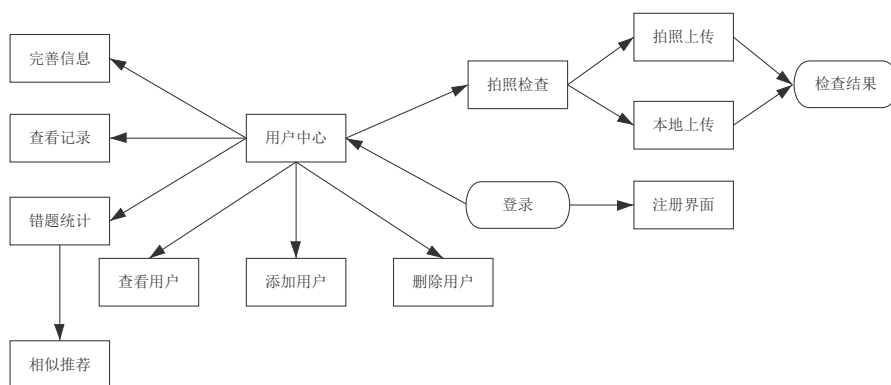 拍照上传
完善信息
拍照检查
检查结果
查看记录
用户中心
本地上传
错题统计
登录
注册界面
查看用户
添加用户
删除用户
相似推荐